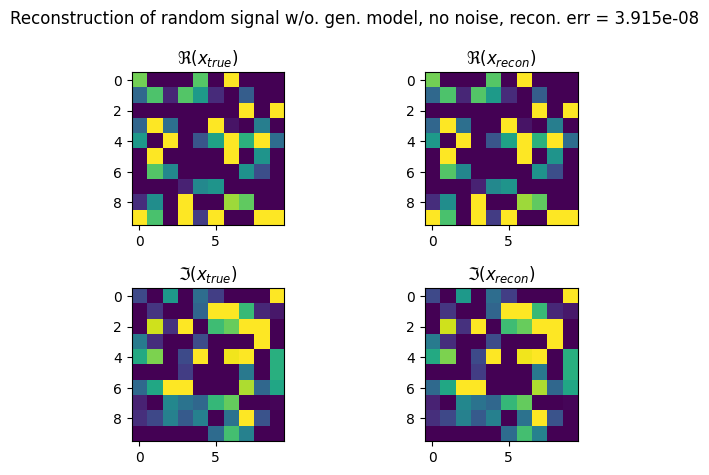 Reconstruction of random signal w/o. gen. model, no noise, recon. err = 3.915e-08
ℜ(x_true) ℜ(x_recon)
0 0
2 2
4 4
6 6
8 8
0 5 0 5
ℑ(x_true) ℑ(x_recon)
0 0
2 2
4 4
6 6
8 8
0 5 0 5